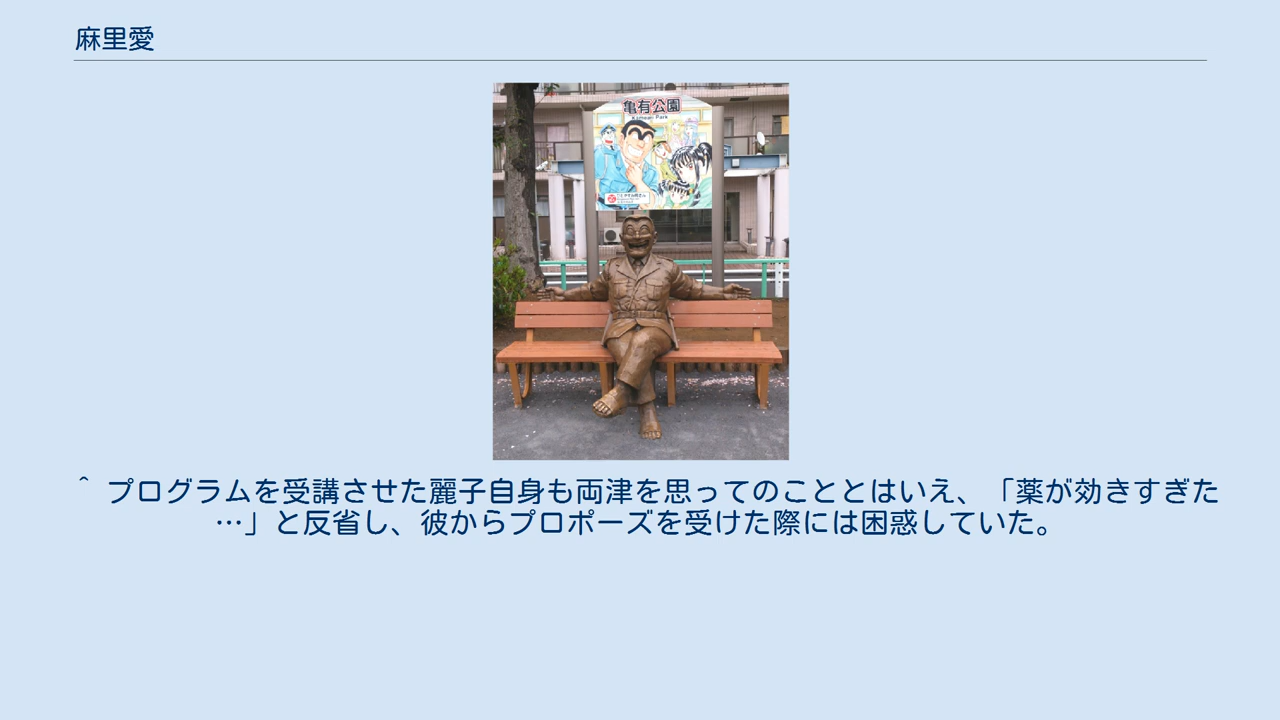 麻里愛
亀有公園
Kameari Park
^ プログラムを受講させた麗子自身も両津を思ってのこととはいえ、「薬が効きすぎた
…」と反省し、彼からプロポーズを受けた際には困惑していた。